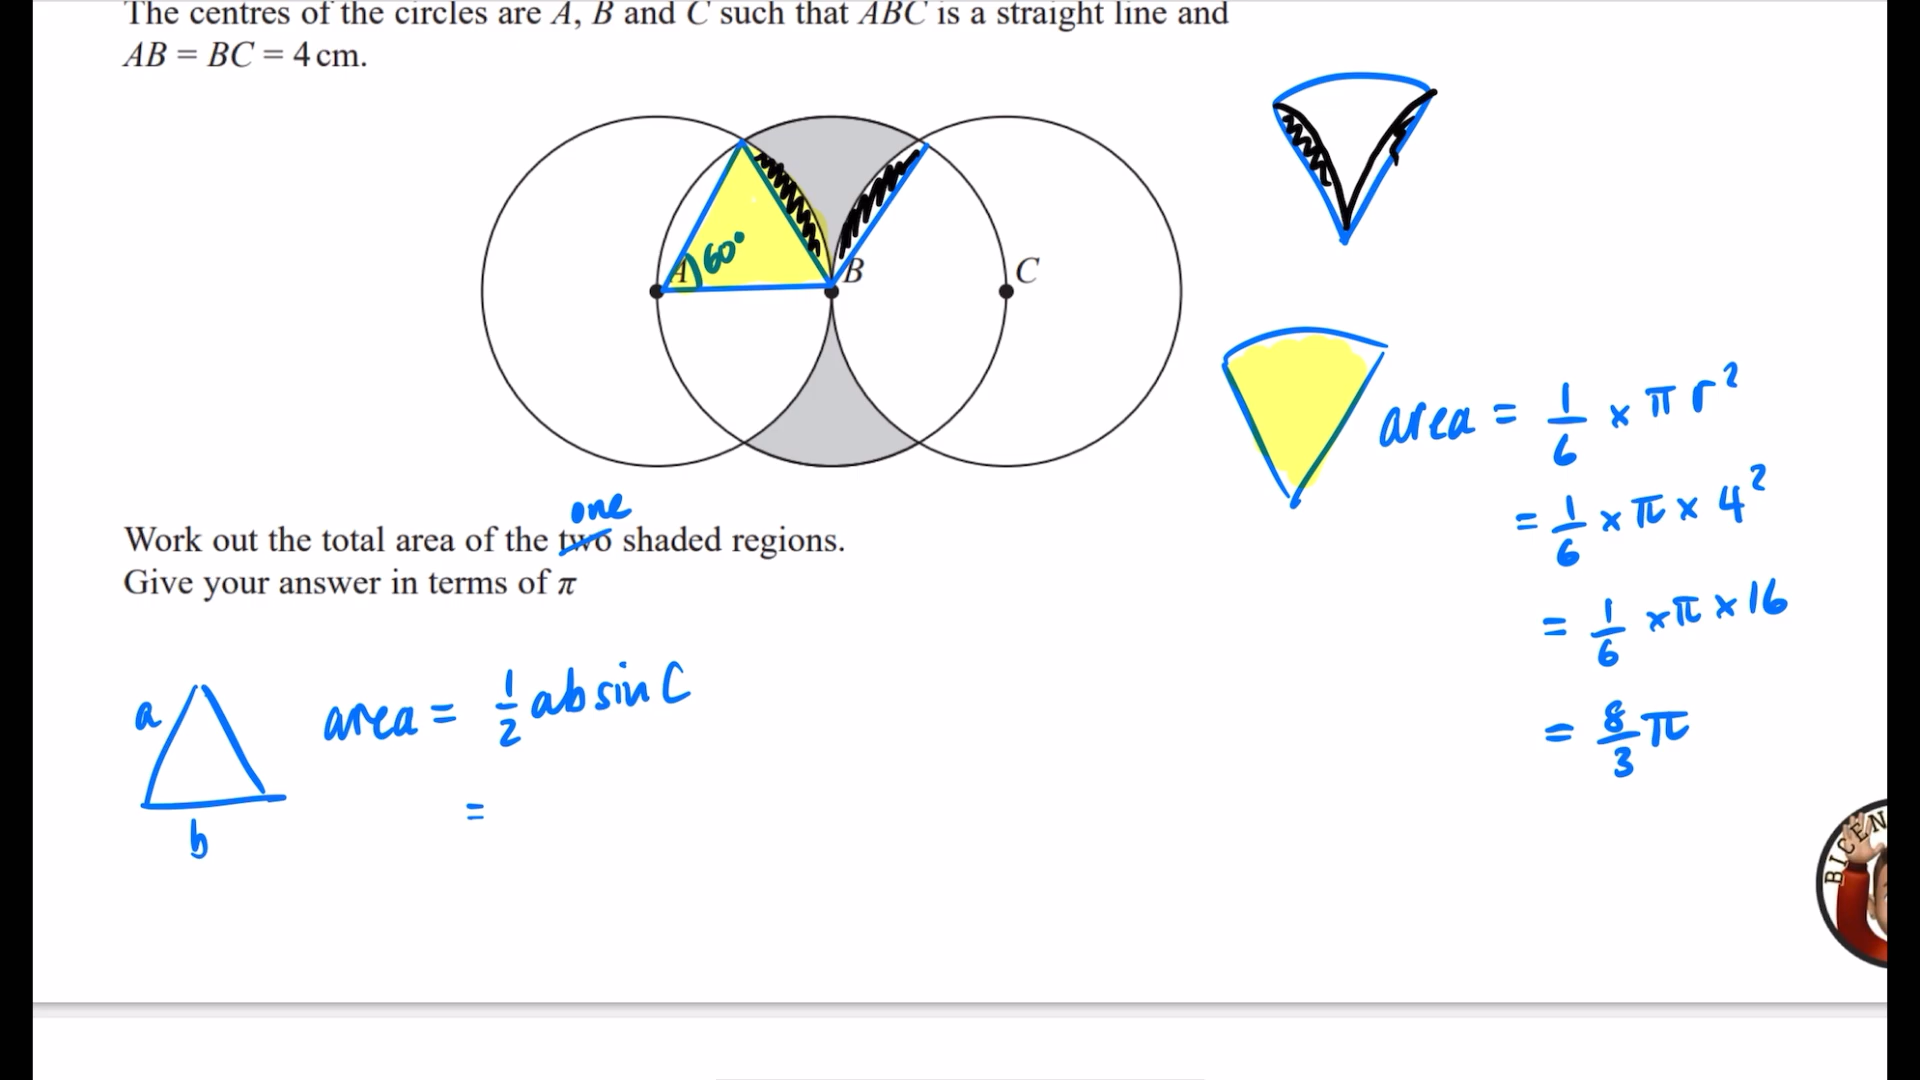 The centres of the circles are A, B and C such that ABC is a straight line and
AB = BC = 4 cm.
A 60° B C
area = 1/6 × π r²
= 1/6 × π × 4²
= 1/6 × π × 16
= 8/3 π
one
Work out the total area of the two shaded regions.
Give your answer in terms of π
a
b
area = 1/2 ab sin C
=
BICEN